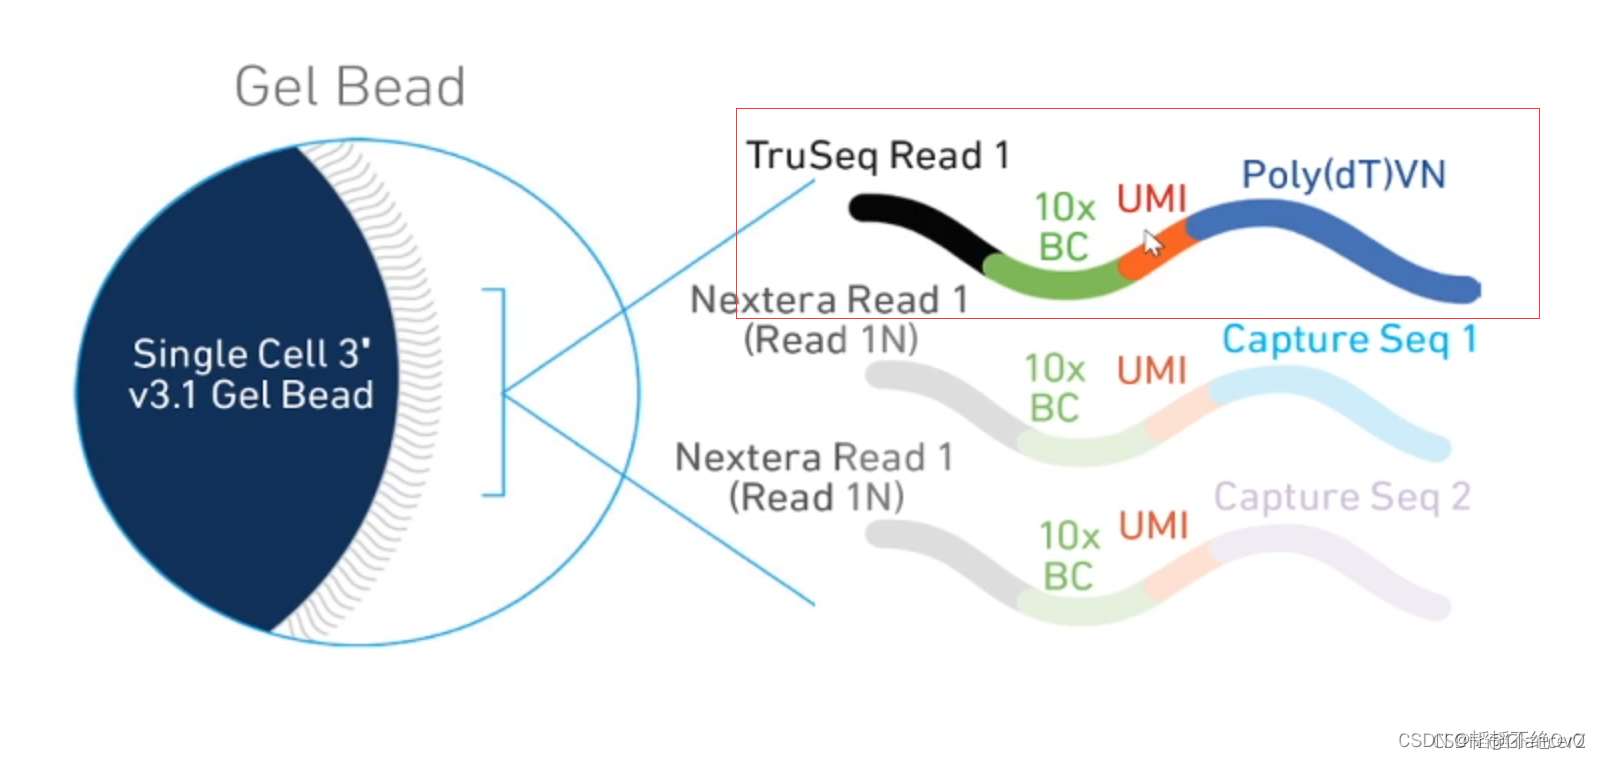 Gel Bead
Single Cell 3'
v3.1 Gel Bead
TruSeq Read 1
10x
BC
UMI
Poly(dT)VN
Nextera Read 1
(Read 1N)
10x
BC
UMI
Capture Seq 1
Nextera Read 1
(Read 1N)
10x
BC
UMI
Capture Seq 2
CSDN